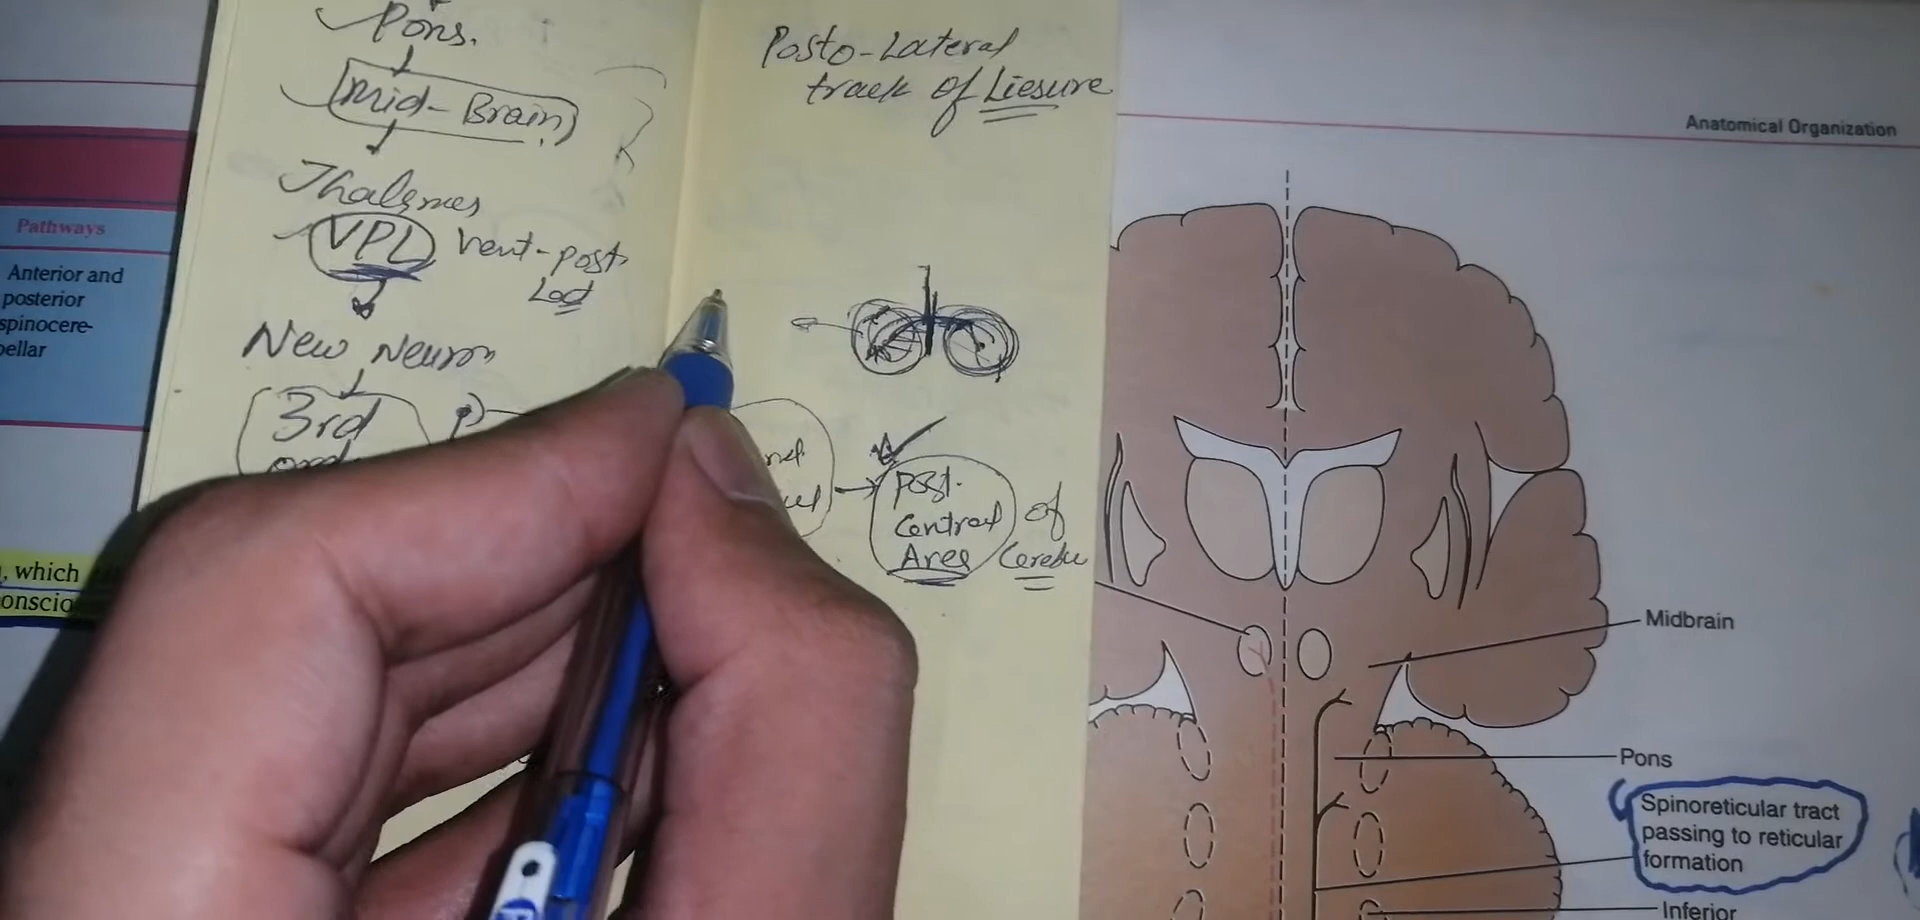 Pons.
Mid-Brain
Thalamus
VPL Vent-post.
Lat
New Neuron
3rd
Posto-Lateral
track of Liesure
Post.
Central of
Area Cerebu
Pathways
Anterior and
posterior
spinocere-
bellar
, which
onscio
Anatomical Organization
Midbrain
Pons
Spinoreticular tract
passing to reticular
formation
Inferior